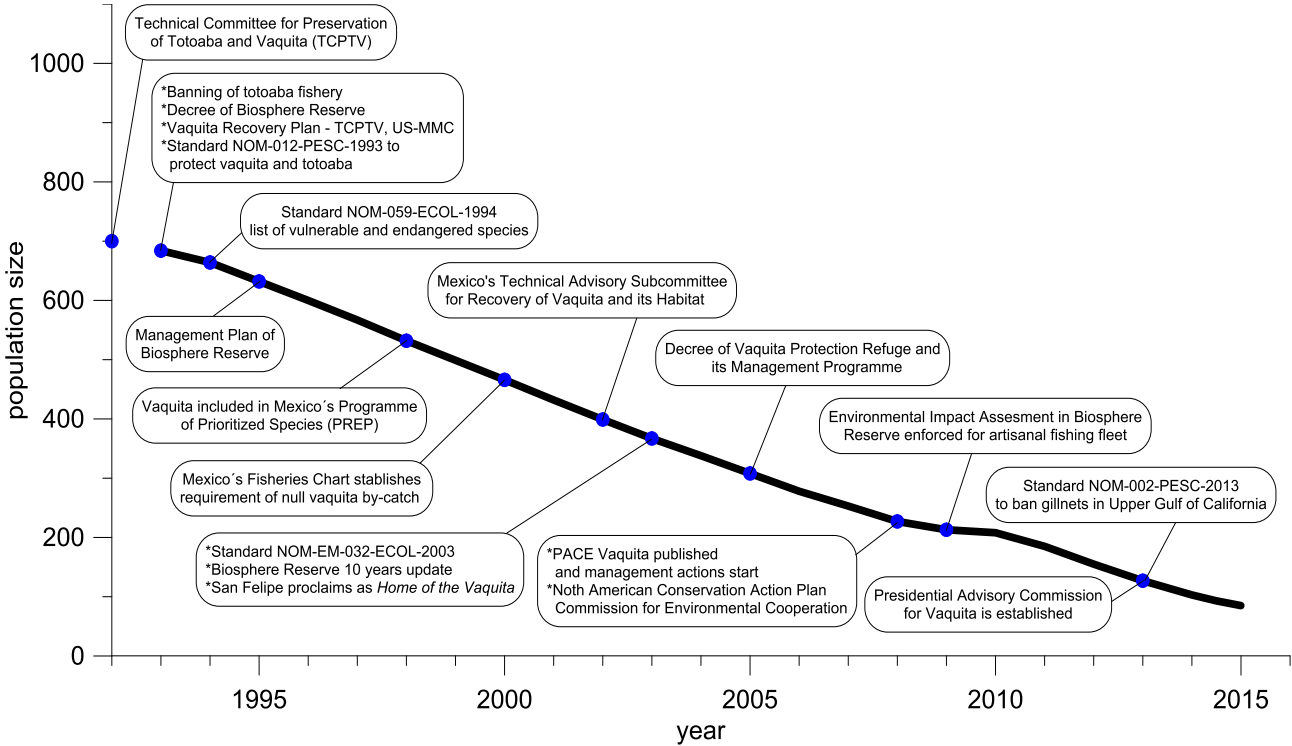 Technical Committee for Preservation
of Totoaba and Vaquita (TCPTV)
1000
*Banning of totoaba fishery
*Decree of Biosphere Reserve
*Vaquita Recovery Plan - TCPTV, US-MMC
*Standard NOM-012-PESC-1993 to
protect vaquita and totoaba
800
Standard NOM-059-ECOL-1994
list of vulnerable and endangered species
Mexico's Technical Advisory Subcommittee
for Recovery of Vaquita and its Habitat
600
population size
Management Plan of
Biosphere Reserve
Decree of Vaquita Protection Refuge and
its Management Programme
Vaquita included in Mexico´s Programme
of Prioritized Species (PREP)
400
Environmental Impact Assesment in Biosphere
Reserve enforced for artisanal fishing fleet
Mexico´s Fisheries Chart stablishes
requirement of null vaquita by-catch
Standard NOM-002-PESC-2013
to ban gillnets in Upper Gulf of California
200
*Standard NOM-EM-032-ECOL-2003
*Biosphere Reserve 10 years update
*San Felipe proclaims as Home of the Vaquita
*PACE Vaquita published
and management actions start
*Noth American Conservation Action Plan
Commission for Environmental Cooperation
Presidential Advisory Commission
for Vaquita is established
0
1995 2000 2005 2010 2015
year